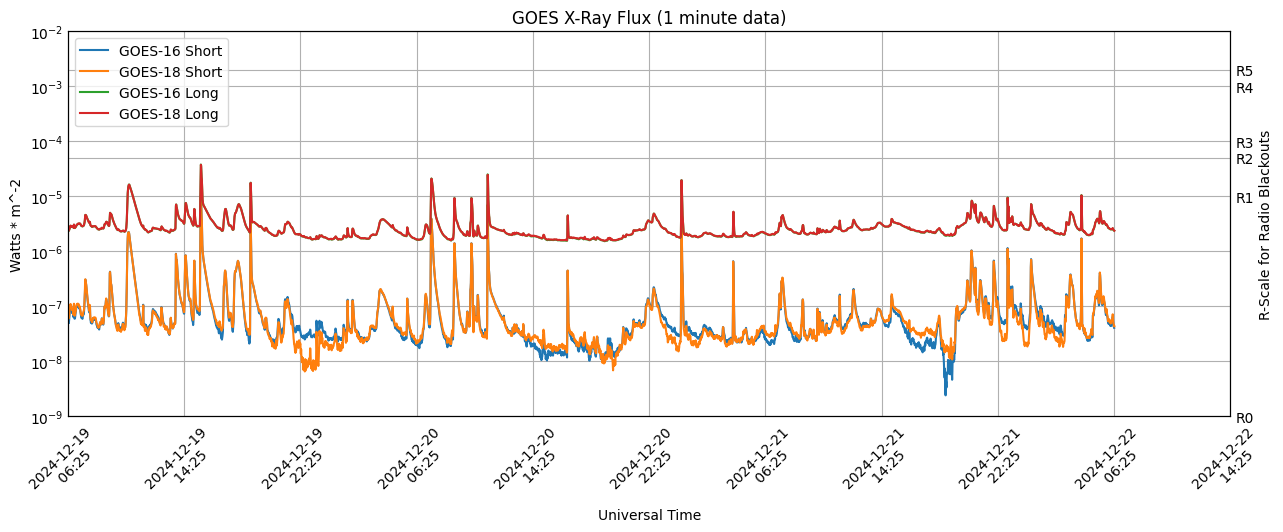 GOES X-Ray Flux (1 minute data)
GOES-16 Short
GOES-18 Short
GOES-16 Long
GOES-18 Long
10^-2
10^-3
10^-4
10^-5
10^-6
10^-7
10^-8
10^-9
Watts * m^-2
R5
R4
R3
R2
R1
R0
R-Scale for Radio Blackouts
2024-12-19
06:25
2024-12-19
14:25
2024-12-19
22:25
2024-12-20
06:25
2024-12-20
14:25
2024-12-20
22:25
2024-12-21
06:25
2024-12-21
14:25
2024-12-21
22:25
2024-12-22
06:25
2024-12-22
14:25
Universal Time